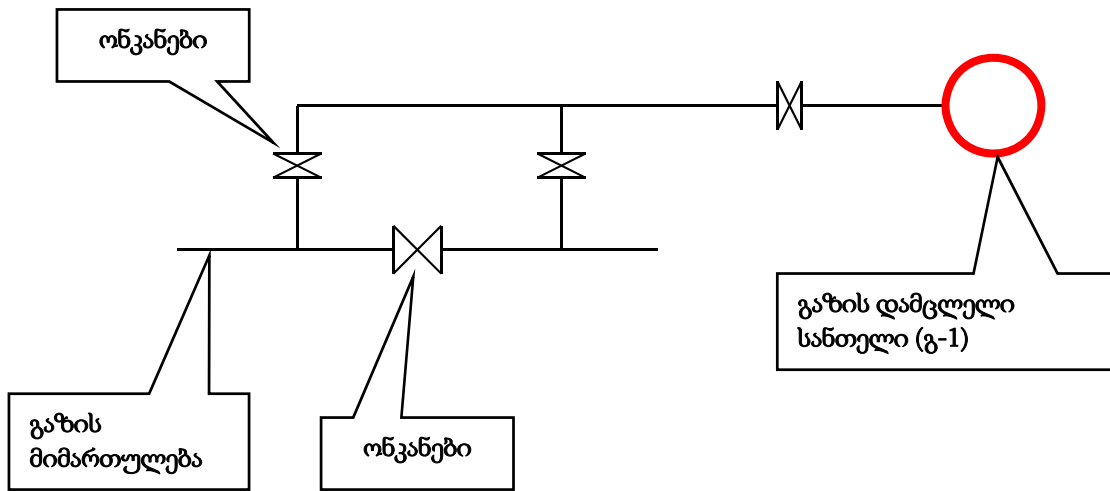 ონკანები
გაზის დამცლელი
სანთელი (გ-1)
გაზის
მიმართულება
ონკანები